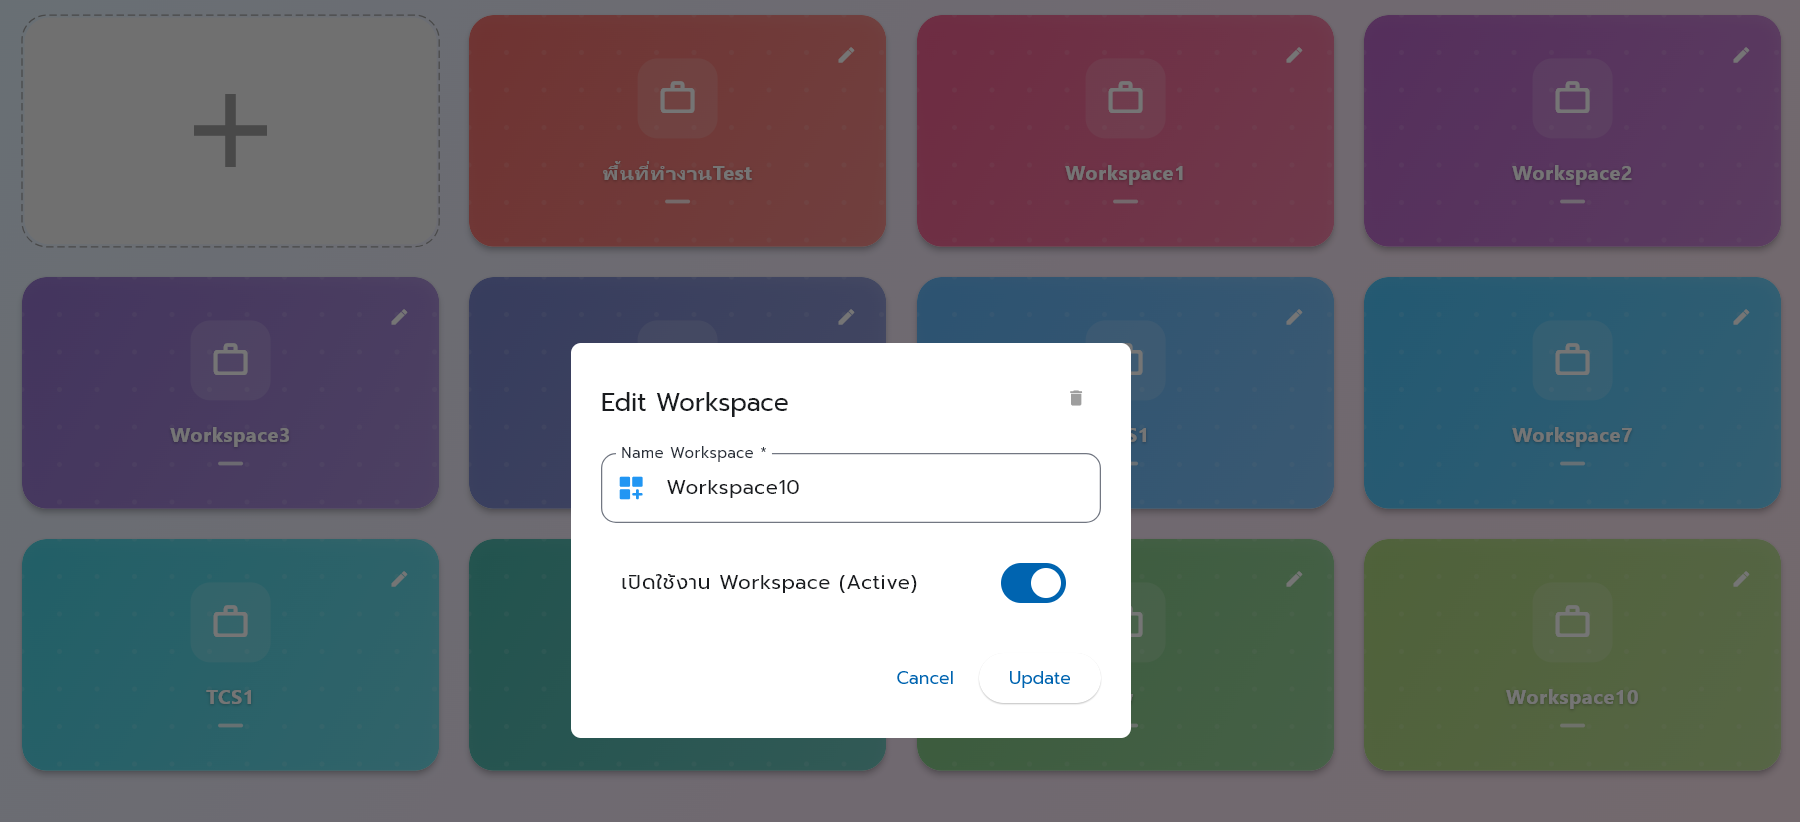 พื้นที่ทำงานTest
Workspace1
Workspace2
Workspace3
S1
Workspace7
Edit Workspace
Name Workspace *
Workspace10
เปิดใช้งาน Workspace (Active)
Cancel
Update
TCS1
Workspace10